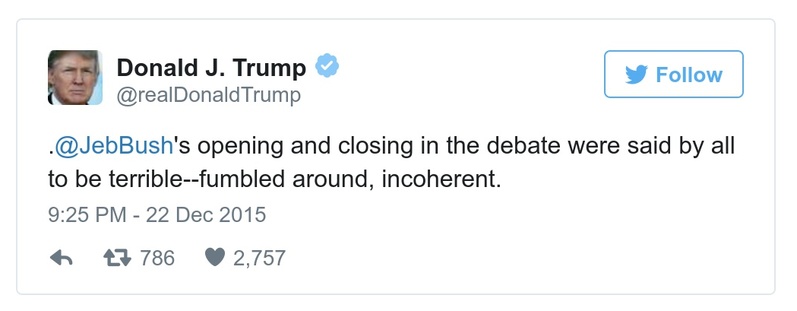 Donald J. Trump
@realDonaldTrump
Follow
.@JebBush's opening and closing in the debate were said by all
to be terrible--fumbled around, incoherent.
9:25 PM - 22 Dec 2015
786 2,757